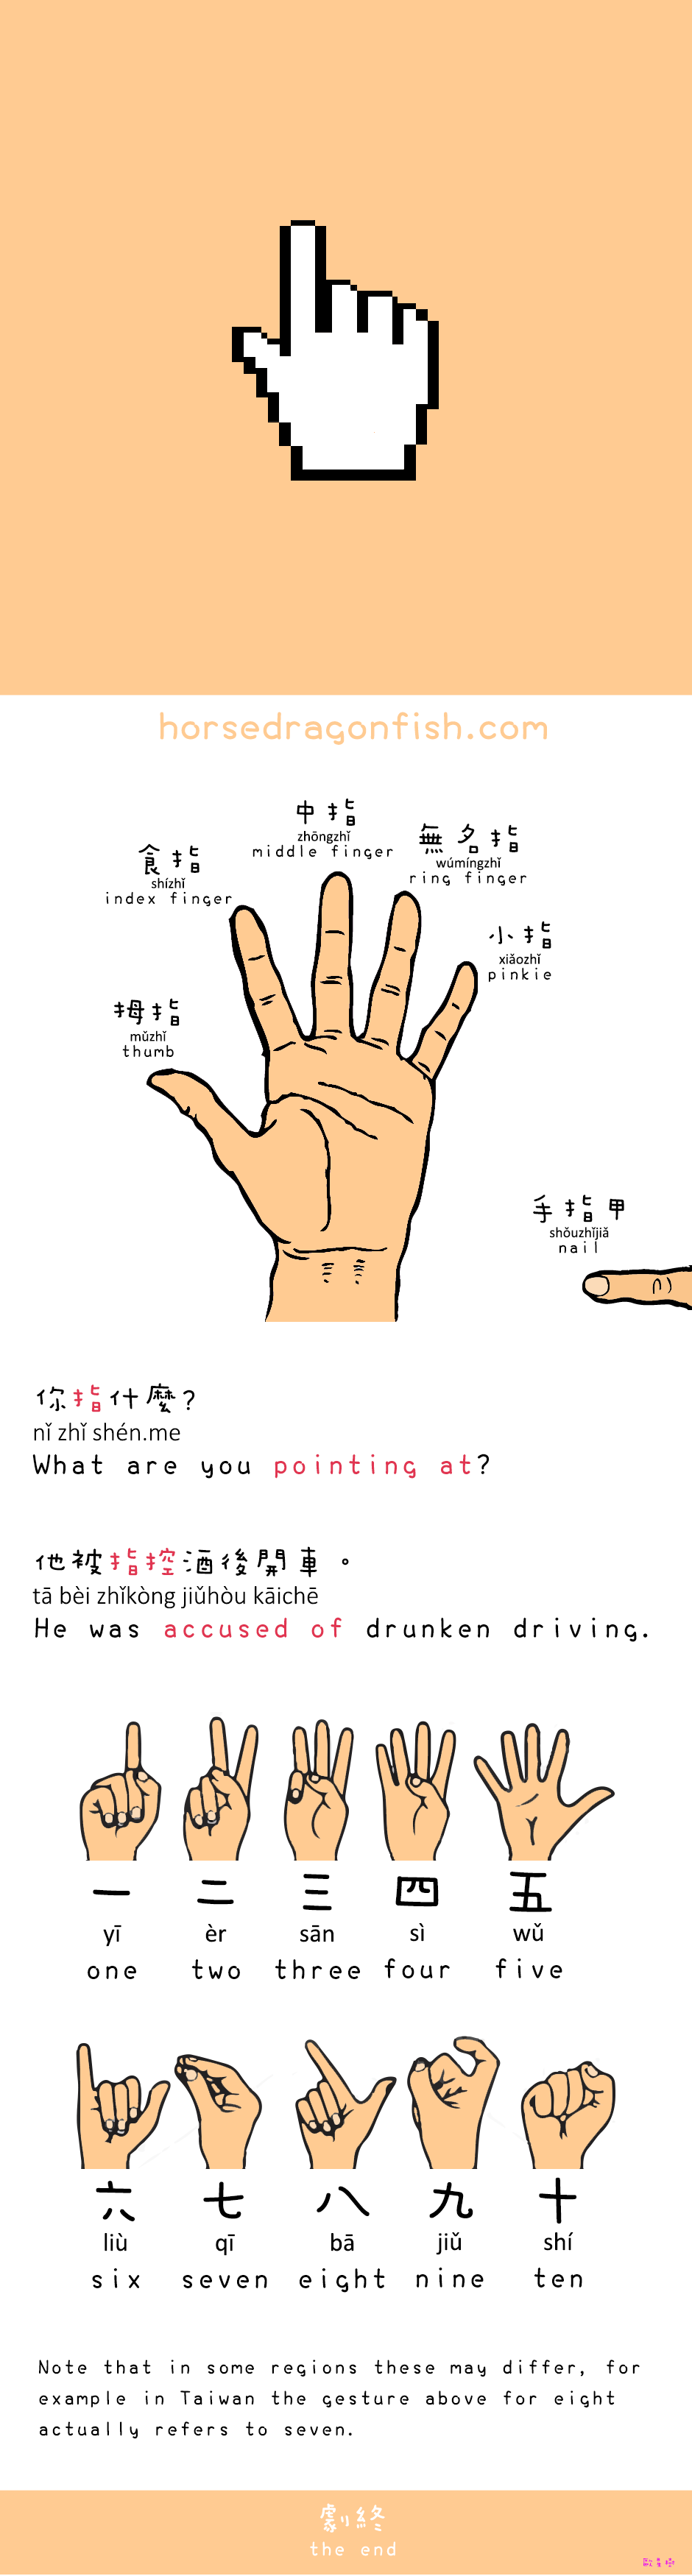 horsedragonfish.com
中指
zhōngzhǐ
middle finger
食指
shízhǐ
index finger
無名指
wúmíngzhǐ
ring finger
小指
xiǎozhǐ
pinkie
拇指
mǔzhǐ
thumb
手指甲
shǒuzhǐjiǎ
nail
你指什麼?
nǐ zhǐ shén.me
What are you pointing at?
他被指控酒後開車。
tā bèi zhǐkòng jiǔhòu kāichē
He was accused of drunken driving.
一 二 三 四 五
yī èr sān sì wǔ
one two three four five
六 七 八 九 十
liù qī bā jiǔ shí
six seven eight nine ten
Note that in some regions these may differ, for
example in Taiwan the gesture above for eight
actually refers to seven.
劇終
the end